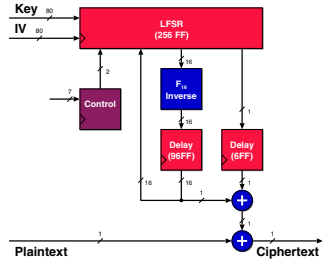 Key 80
LFSR
(256 FF)
IV 80
2
16
1
F16
Inverse
7
Control
16
Delay
(96FF)
Delay
(6FF)
16
16
1
1
+
1
Plaintext
1
+
1
Ciphertext